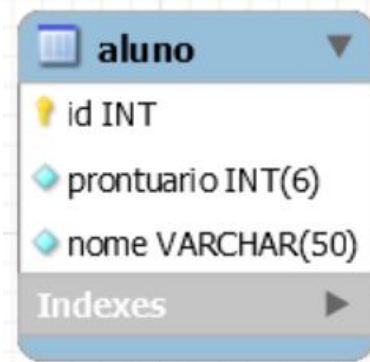 aluno
id INT
prontuario INT(6)
nome VARCHAR(50)
Indexes